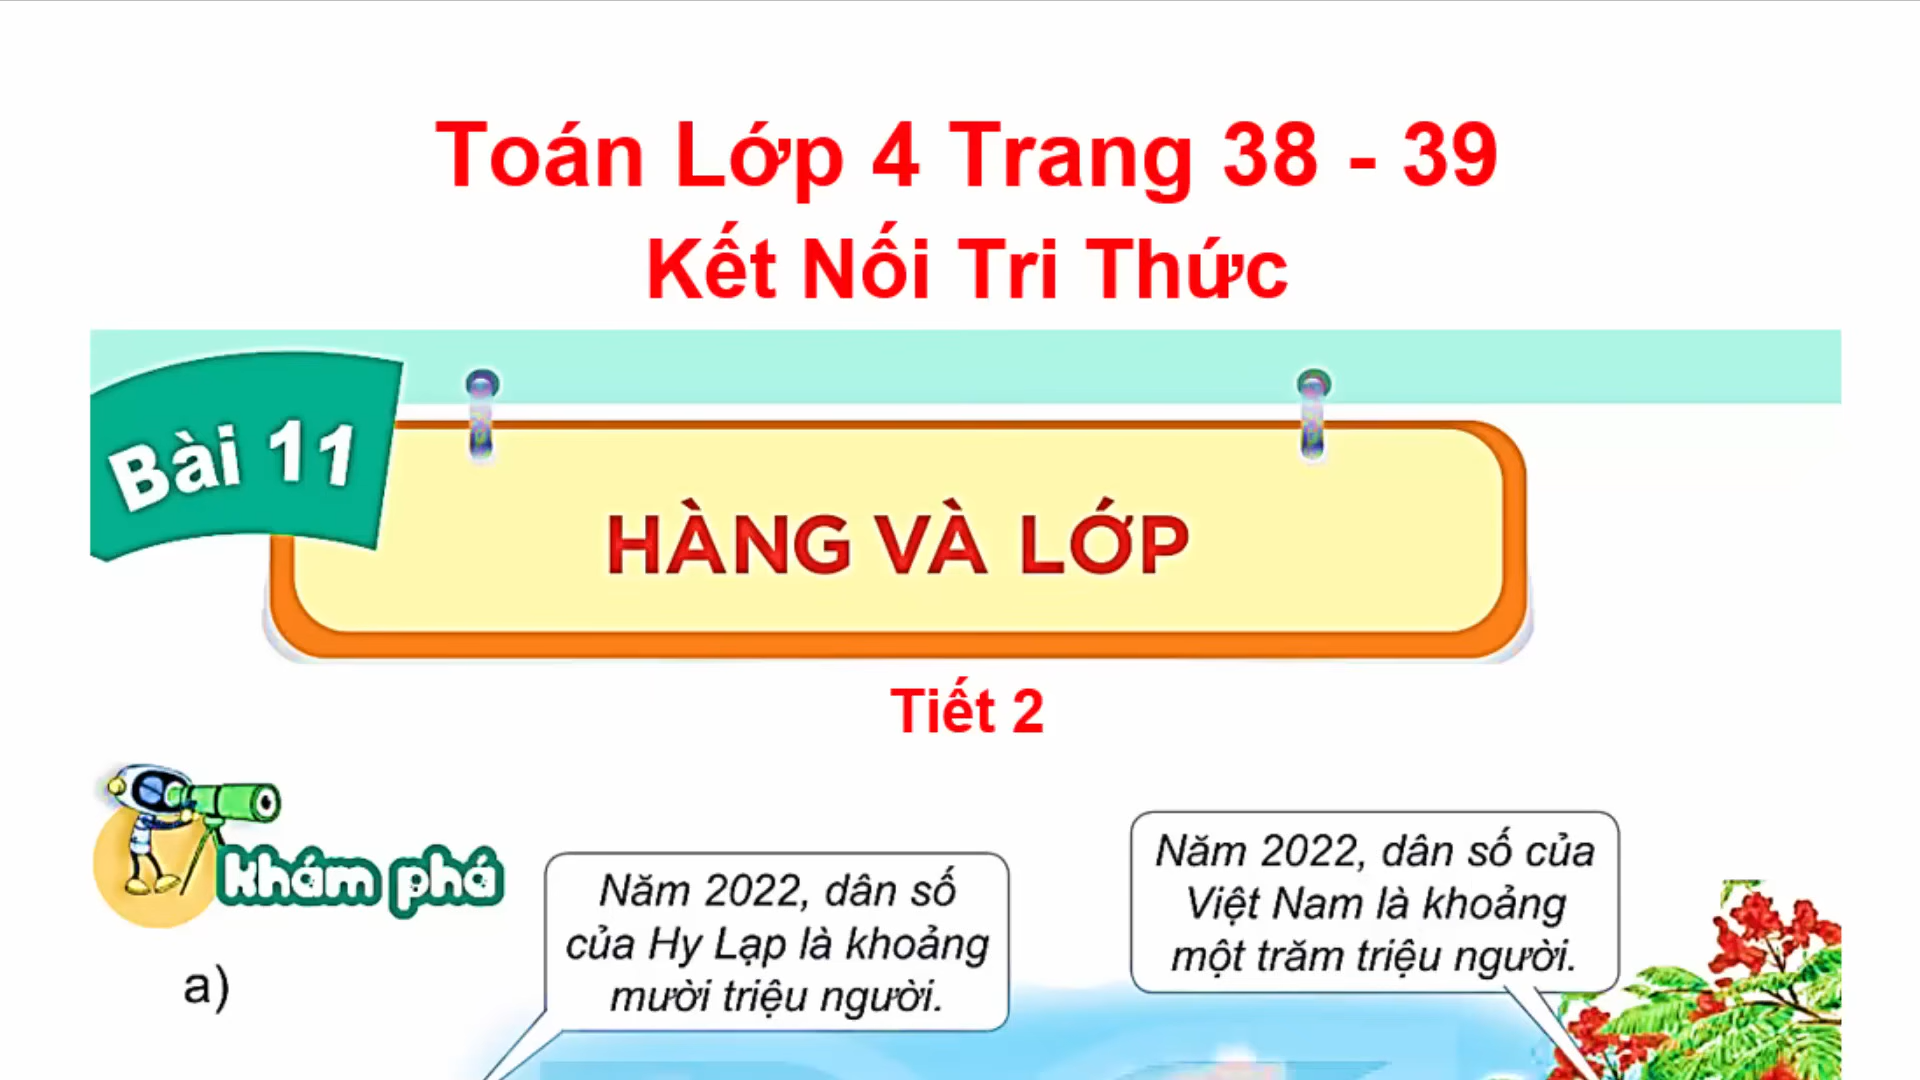 Toán Lớp 4 Trang 38 - 39
Kết Nối Tri Thức
Bài 11
HÀNG VÀ LỚP
Tiết 2
Khám phá
Năm 2022, dân số
của Hy Lạp là khoảng
mười triệu người.
Năm 2022, dân số của
Việt Nam là khoảng
một trăm triệu người.
a)